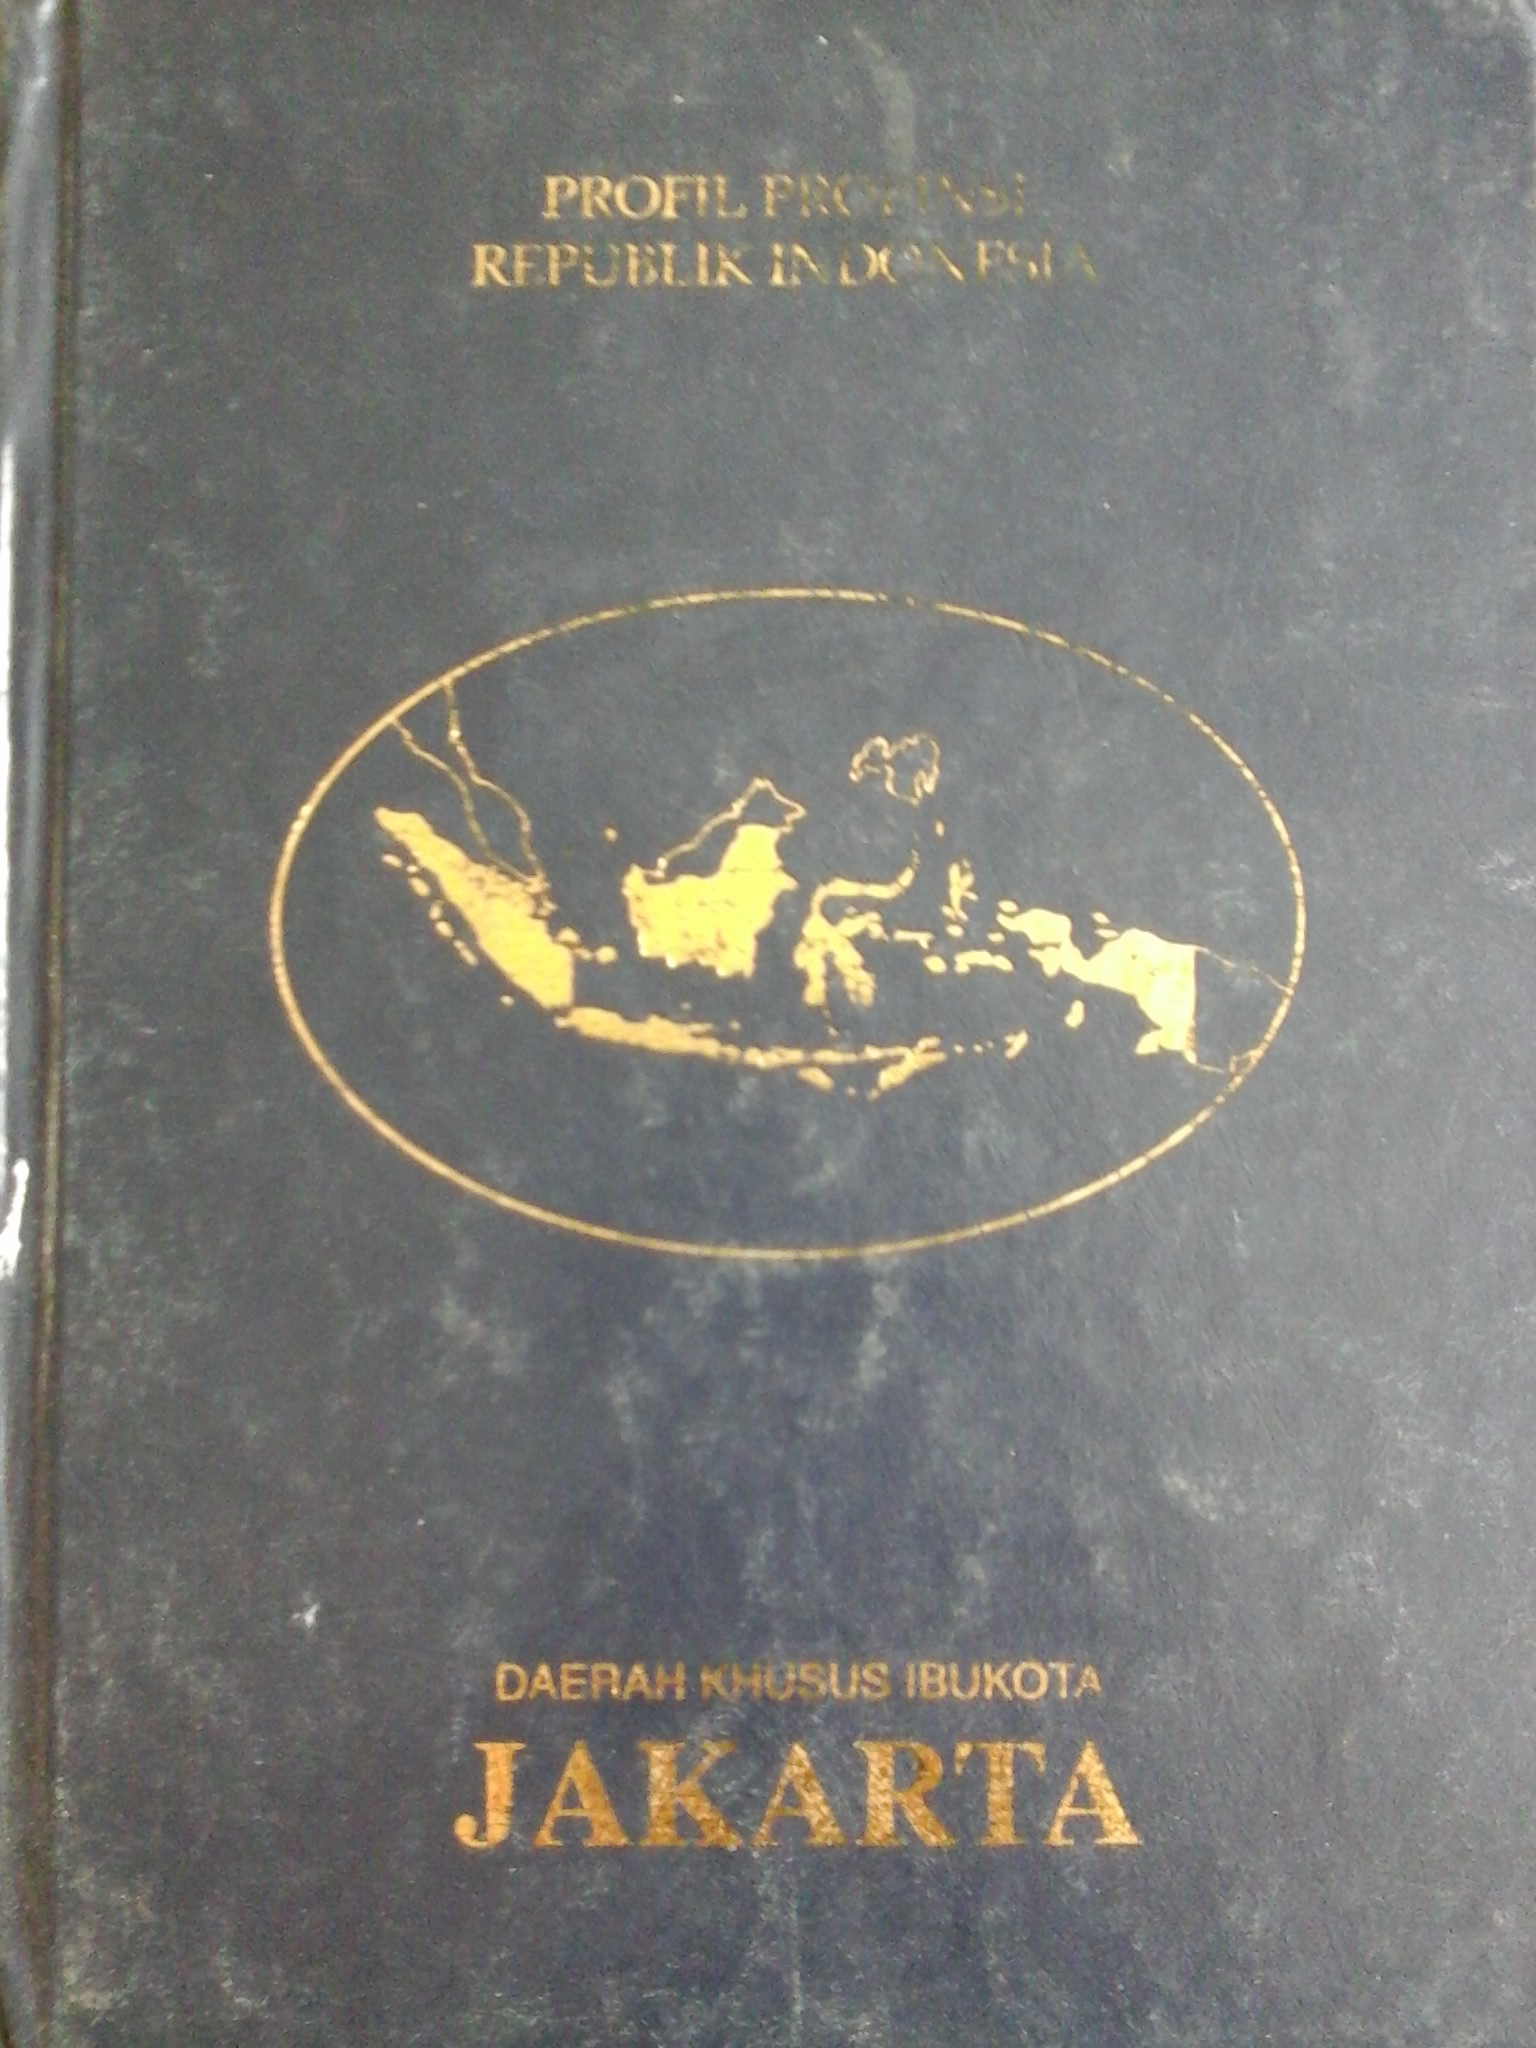 PROFIL PROPINSI
REPUBLIK INDONESIA
DAERAH KHUSUS IBUKOTA
JAKARTA